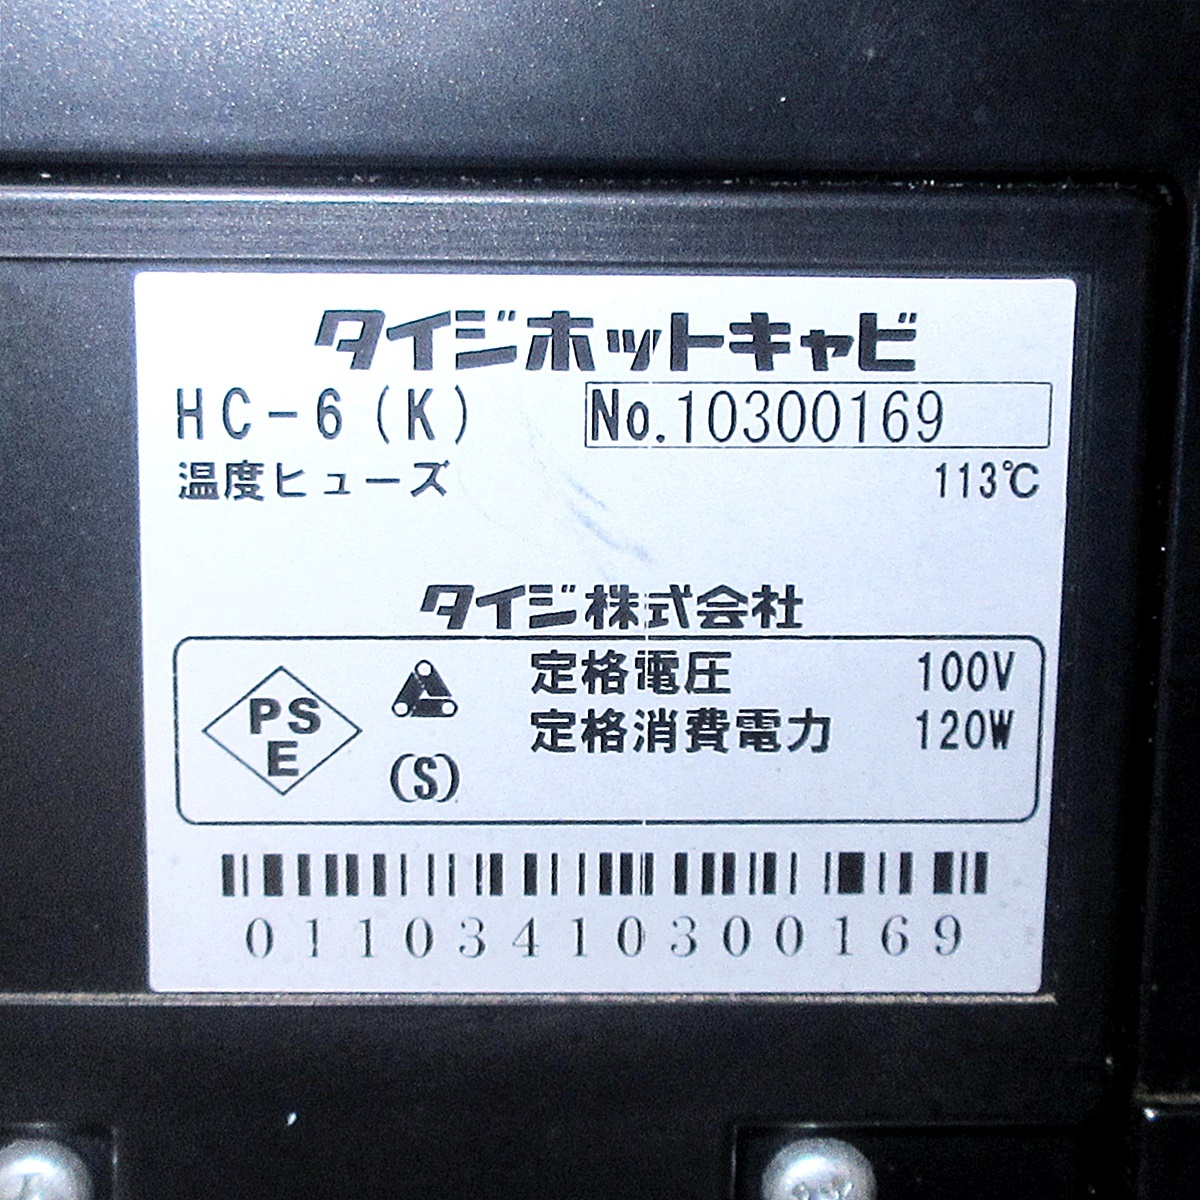 タイジホットキャビ
HC-6(K) No.10300169
温度ヒューズ 113℃
タイジ株式会社
PS
E
(S)
定格電圧 100V
定格消費電力 120W
01103410300169